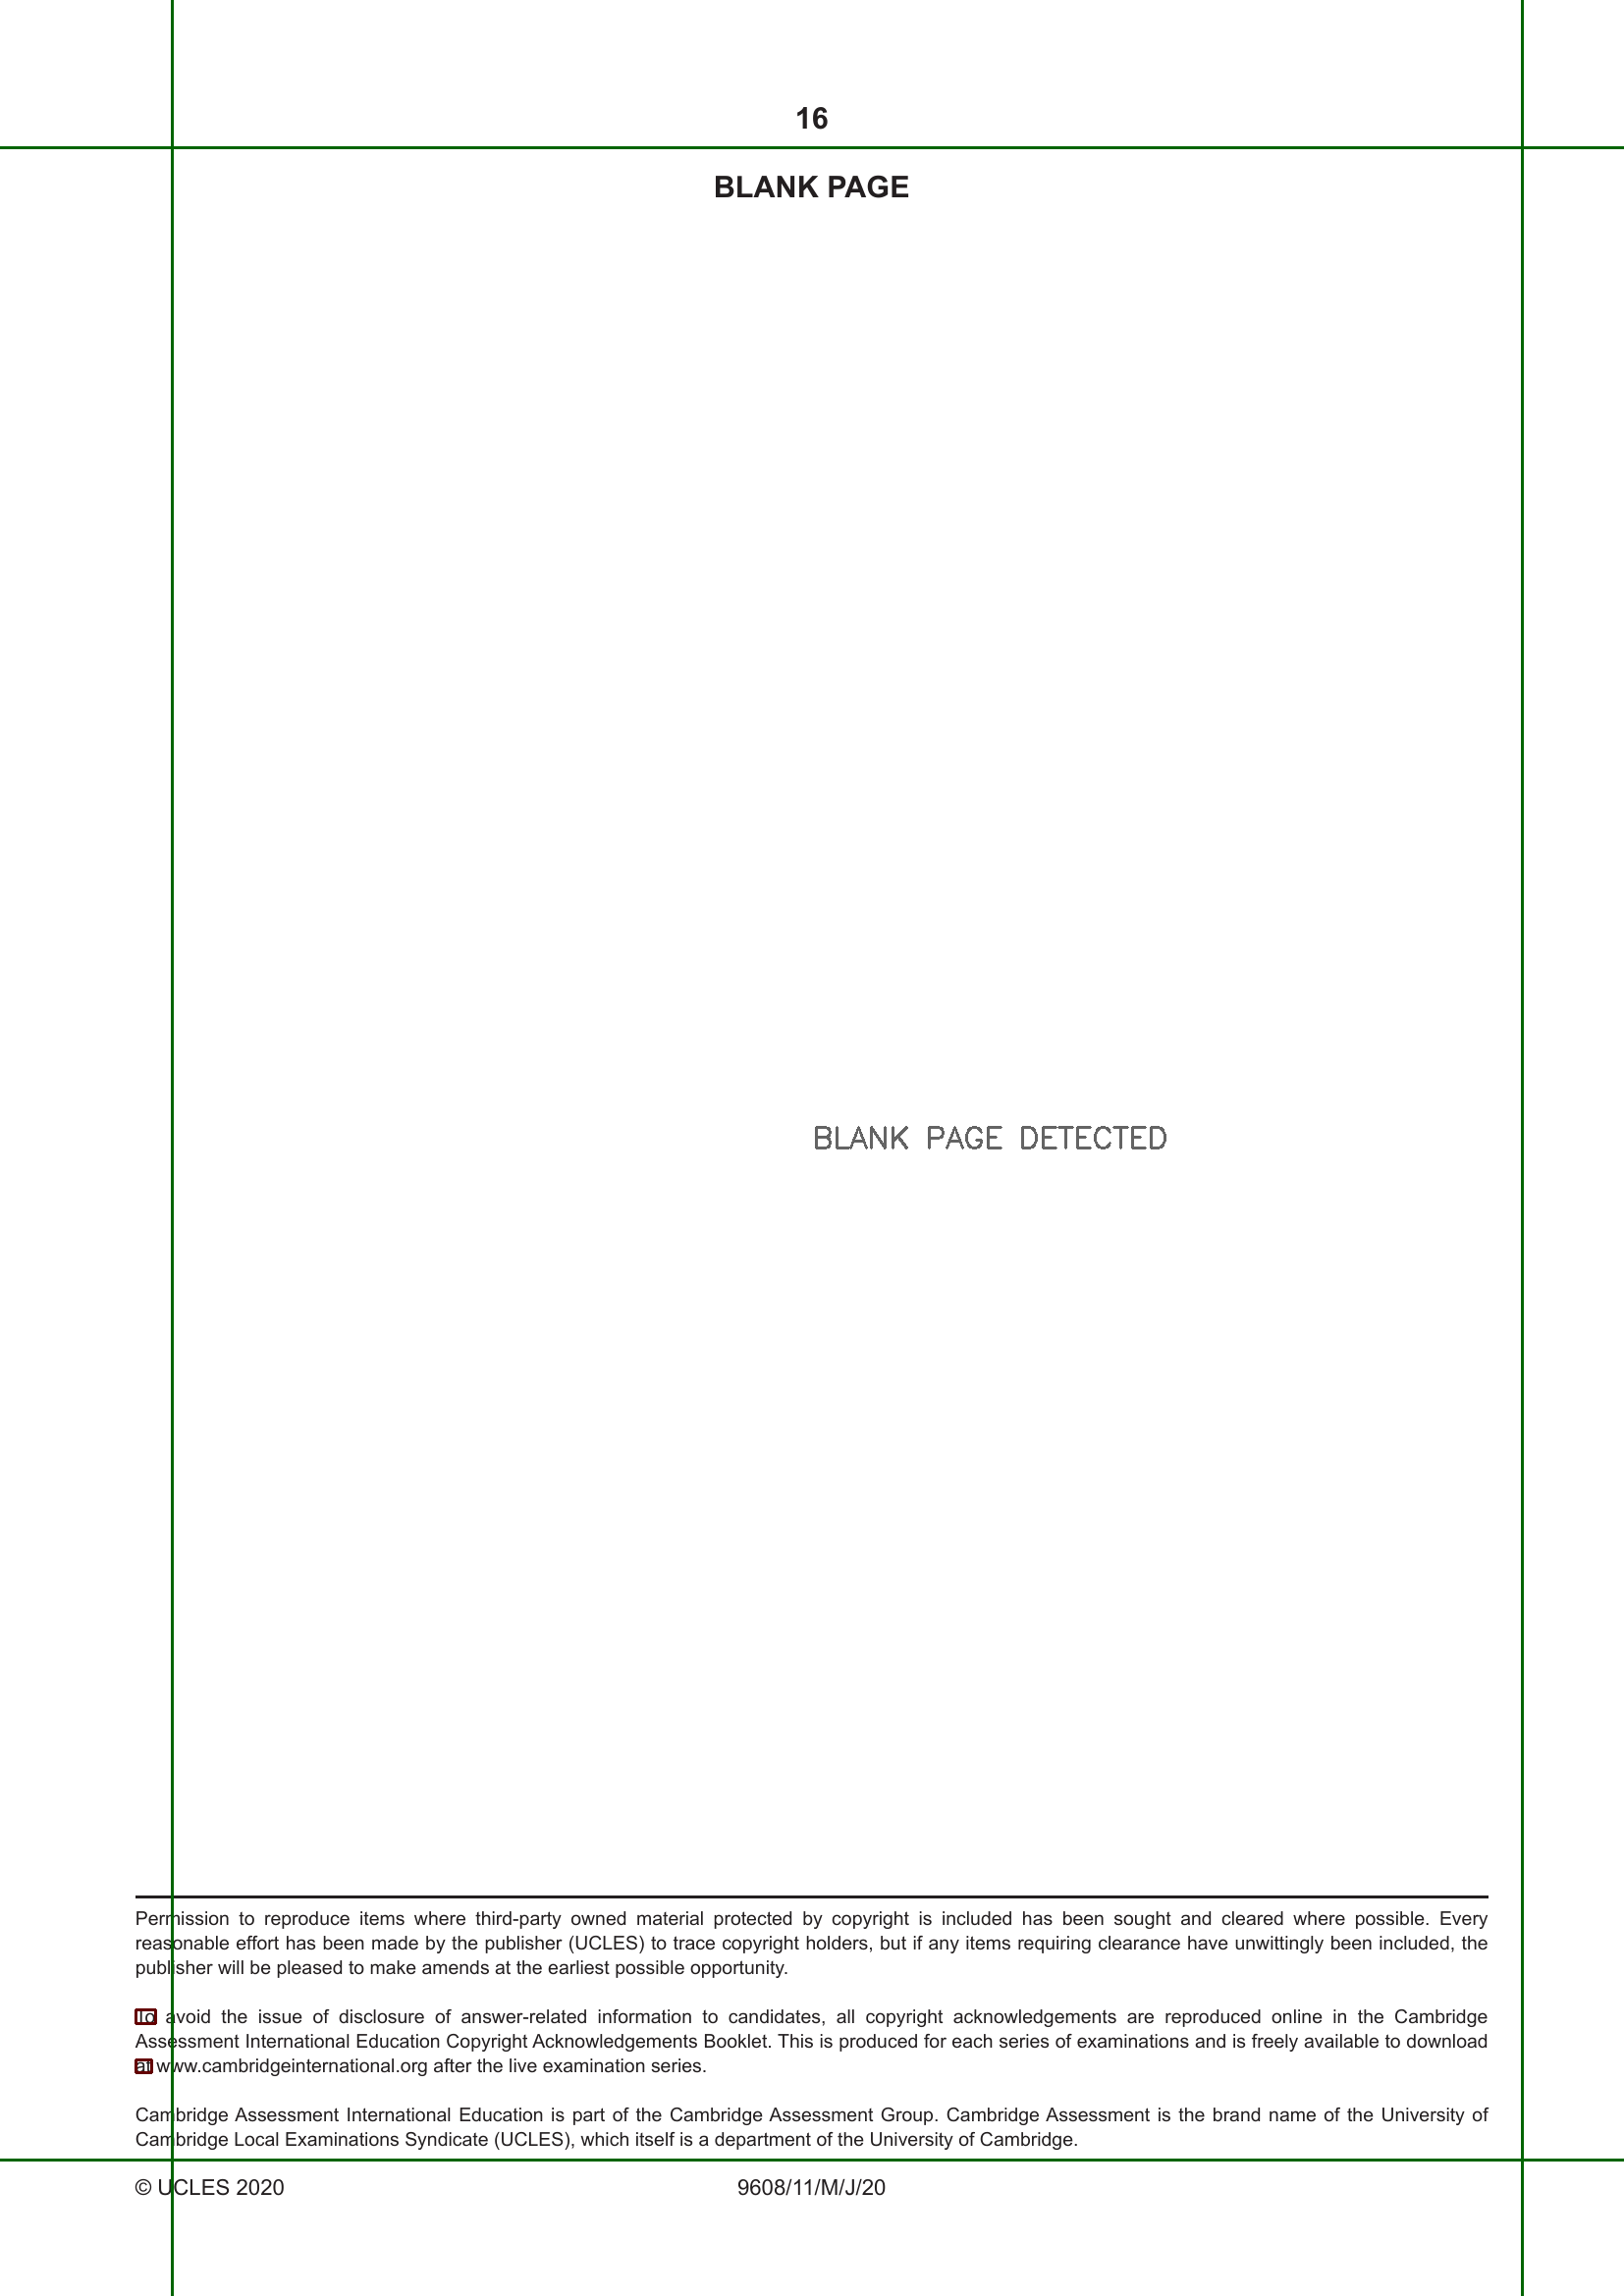 16
BLANK PAGE
BLANK PAGE DETECTED
Permission to reproduce items where third-party owned material protected by copyright is included has been sought and cleared where possible. Every
reasonable effort has been made by the publisher (UCLES) to trace copyright holders, but if any items requiring clearance have unwittingly been included, the
publisher will be pleased to make amends at the earliest possible opportunity.
To avoid the issue of disclosure of answer-related information to candidates, all copyright acknowledgements are reproduced online in the Cambridge
Assessment International Education Copyright Acknowledgements Booklet. This is produced for each series of examinations and is freely available to download
at www.cambridgeinternational.org after the live examination series.
Cambridge Assessment International Education is part of the Cambridge Assessment Group. Cambridge Assessment is the brand name of the University of
Cambridge Local Examinations Syndicate (UCLES), which itself is a department of the University of Cambridge.
© UCLES 2020 9608/11/M/J/20